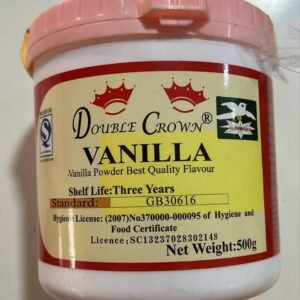 DOUBLE CROWN®
VANILLA
-Vanilla Powder Best Quality Flavour
Shelf Life:Three Years
Standard: GB30616
Hygienic License: (2007)No370000-000095 of Hygiene and
Food Certificate
Licence:SC13237028302148
Net Weight:500g